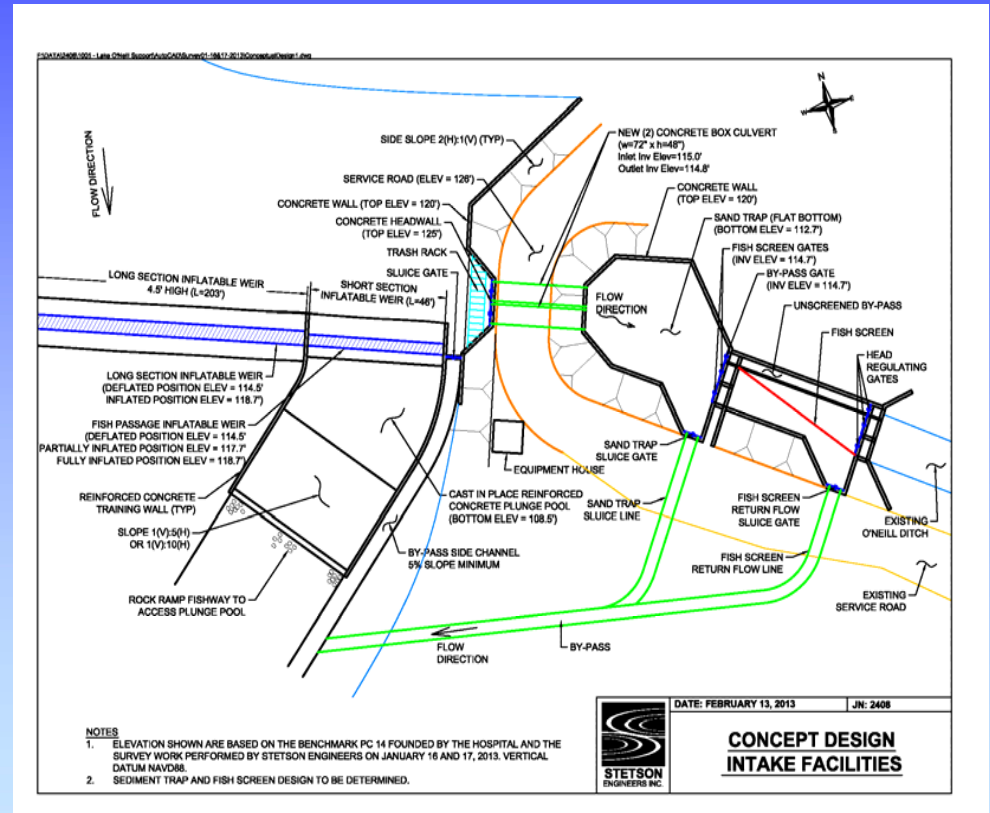 F:\DATA\2408\1001 - Lake O'Neill Support\AutoCAD\Survey01-16&17-2013\ConceptualDesign1.dwg
N
FLOW DIRECTION
SIDE SLOPE 2(H):1(V) (TYP)
SERVICE ROAD (ELEV = 126')
CONCRETE WALL (TOP ELEV = 120')
CONCRETE HEADWALL
(TOP ELEV = 125')
TRASH RACK
SLUICE GATE
NEW (2) CONCRETE BOX CULVERT
(w=72" x h=48")
Inlet Inv Elev=115.0'
Outlet Inv Elev=114.8'
CONCRETE WALL
(TOP ELEV = 120')
SAND TRAP (FLAT BOTTOM)
(BOTTOM ELEV = 112.7')
FISH SCREEN GATES
(INV ELEV = 114.7')
BY-PASS GATE
(INV ELEV = 114.7')
UNSCREENED BY-PASS
FISH SCREEN
HEAD
REGULATING
GATES
LONG SECTION INFLATABLE WEIR
4.5' HIGH (L=203')
SHORT SECTION
INFLATABLE WEIR (L=46')
FLOW
DIRECTION
LONG SECTION INFLATABLE WEIR
(DEFLATED POSITION ELEV = 114.5'
INFLATED POSITION ELEV = 118.7')
FISH PASSAGE INFLATABLE WEIR
(DEFLATED POSITION ELEV = 114.5'
PARTIALLY INFLATED POSITION ELEV = 117.7'
FULLY INFLATED POSITION ELEV = 118.7')
REINFORCED CONCRETE
TRAINING WALL (TYP)
SLOPE 1(V):5(H)
OR 1(V):10(H)
ROCK RAMP FISHWAY TO
ACCESS PLUNGE POOL
EQUIPMENT HOUSE
CAST IN PLACE REINFORCED
CONCRETE PLUNGE POOL
(BOTTOM ELEV = 108.5')
BY-PASS SIDE CHANNEL
5% SLOPE MINIMUM
SAND TRAP
SLUICE GATE
SAND TRAP
SLUICE LINE
FISH SCREEN
RETURN FLOW
SLUICE GATE
FISH SCREEN
RETURN FLOW LINE
EXISTING
O'NEILL DITCH
EXISTING
SERVICE ROAD
FLOW
DIRECTION
BY-PASS
NOTES
1. ELEVATION SHOWN ARE BASED ON THE BENCHMARK PC 14 FOUNDED BY THE HOSPITAL AND THE
SURVEY WORK PERFORMED BY STETSON ENGINEERS ON JANUARY 16 AND 17, 2013. VERTICAL
DATUM NAVD88.
2. SEDIMENT TRAP AND FISH SCREEN DESIGN TO BE DETERMINED.
STETSON
ENGINEERS INC.
DATE: FEBRUARY 13, 2013
JN: 2408
CONCEPT DESIGN
INTAKE FACILITIES